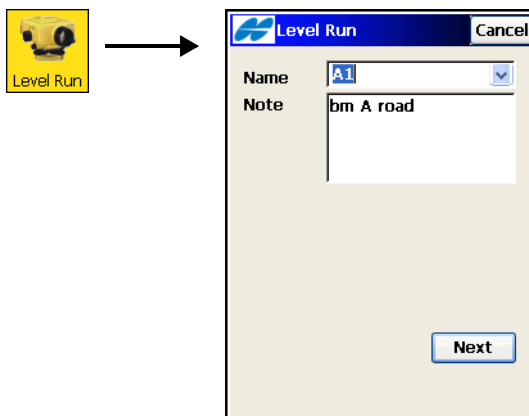 Level Run
Level Run
Cancel
Name
A1
Note
bm A road
Next